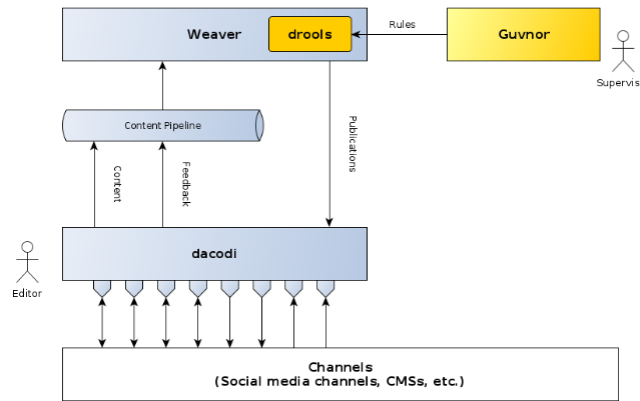 Weaver
drools
Rules
Guvnor
Supervis
Content Pipeline
Content
Feedback
Publications
dacodi
Editor
Channels
(Social media channels, CMSs, etc.)